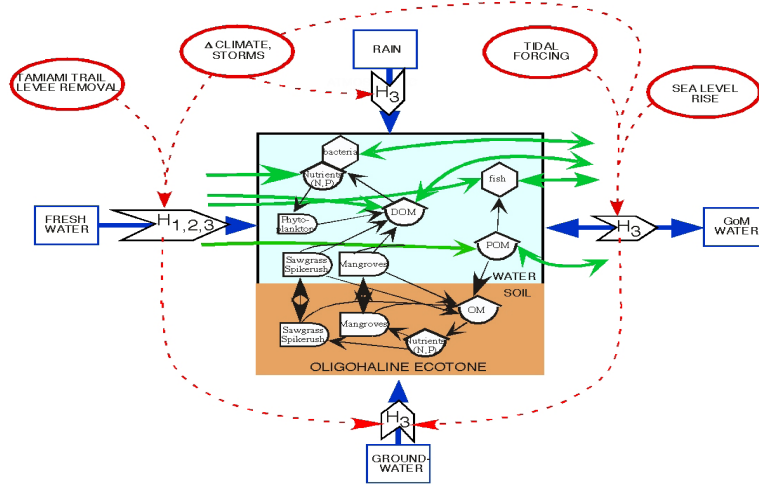 Δ CLIMATE,
STORMS
RAIN
TIDAL
FORCING
TAMIAMI TRAIL
LEVEE REMOVAL
SEA LEVEL
RISE
H3
bacteria
Nutrients
(N,P)
fish
FRESH
WATER
H1,2,3
Phyto-
plankton
DOM
POM
H3
GoM
WATER
Sawgrass
Spikerush
Mangroves
WATER
SOIL
Sawgrass
Spikerush
Mangroves
OM
Nutrients
(N,P)
OLIGOHALINE ECOTONE
H3
GROUND-
WATER